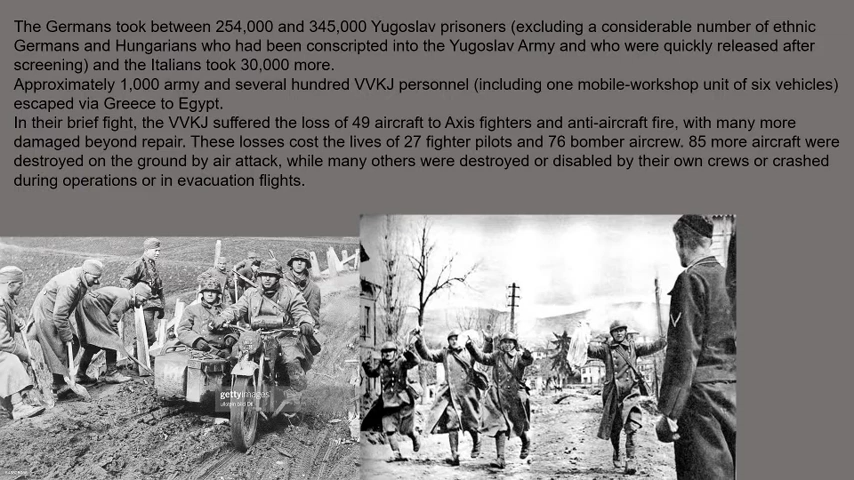 The Germans took between 254,000 and 345,000 Yugoslav prisoners (excluding a considerable number of ethnic
Germans and Hungarians who had been conscripted into the Yugoslav Army and who were quickly released after
screening) and the Italians took 30,000 more.
Approximately 1,000 army and several hundred VVKJ personnel (including one mobile-workshop unit of six vehicles)
escaped via Greece to Egypt.
In their brief fight, the VVKJ suffered the loss of 49 aircraft to Axis fighters and anti-aircraft fire, with many more
damaged beyond repair. These losses cost the lives of 27 fighter pilots and 76 bomber aircrew. 85 more aircraft were
destroyed on the ground by air attack, while many others were destroyed or disabled by their own crews or crashed
during operations or in evacuation flights.
gettyimages